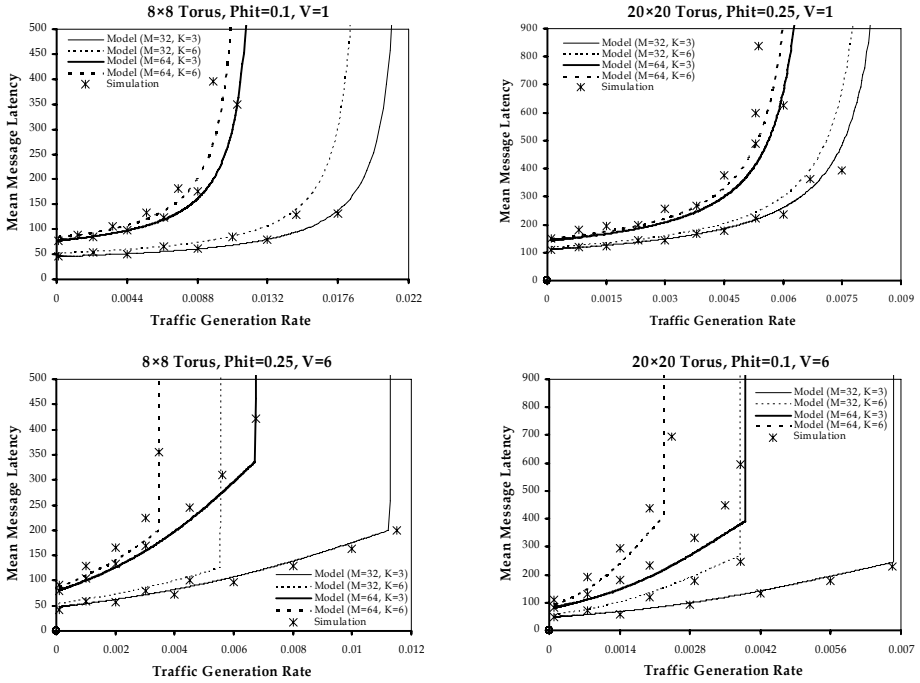 8×8 Torus, Phit=0.1, V=1
Mean Message Latency
500
450
400
350
300
250
200
150
100
50
0
Model (M=32, K=3)
Model (M=32, K=6)
Model (M=64, K=3)
Model (M=64, K=6)
Simulation
0 0.0044 0.0088 0.0132 0.0176 0.022
Traffic Generation Rate
20×20 Torus, Phit=0.25, V=1
Mean Message Latency
900
800
700
600
500
400
300
200
100
0
Model (M=32, K=3)
Model (M=32, K=6)
Model (M=64, K=3)
Model (M=64, K=6)
Simulation
0 0.0015 0.003 0.0045 0.006 0.0075 0.009
Traffic Generation Rate
8×8 Torus, Phit=0.25, V=6
Mean Message Latency
500
450
400
350
300
250
200
150
100
50
0
Model (M=32, K=3)
Model (M=32, K=6)
Model (M=64, K=3)
Model (M=64, K=6)
Simulation
0 0.002 0.004 0.006 0.008 0.01 0.012
Traffic Generation Rate
20×20 Torus, Phit=0.1, V=6
Mean Message Latency
900
800
700
600
500
400
300
200
100
0
Model (M=32, K=3)
Model (M=32, K=6)
Model (M=64, K=3)
Model (M=64, K=6)
Simulation
0 0.0014 0.0028 0.0042 0.0056 0.007
Traffic Generation Rate